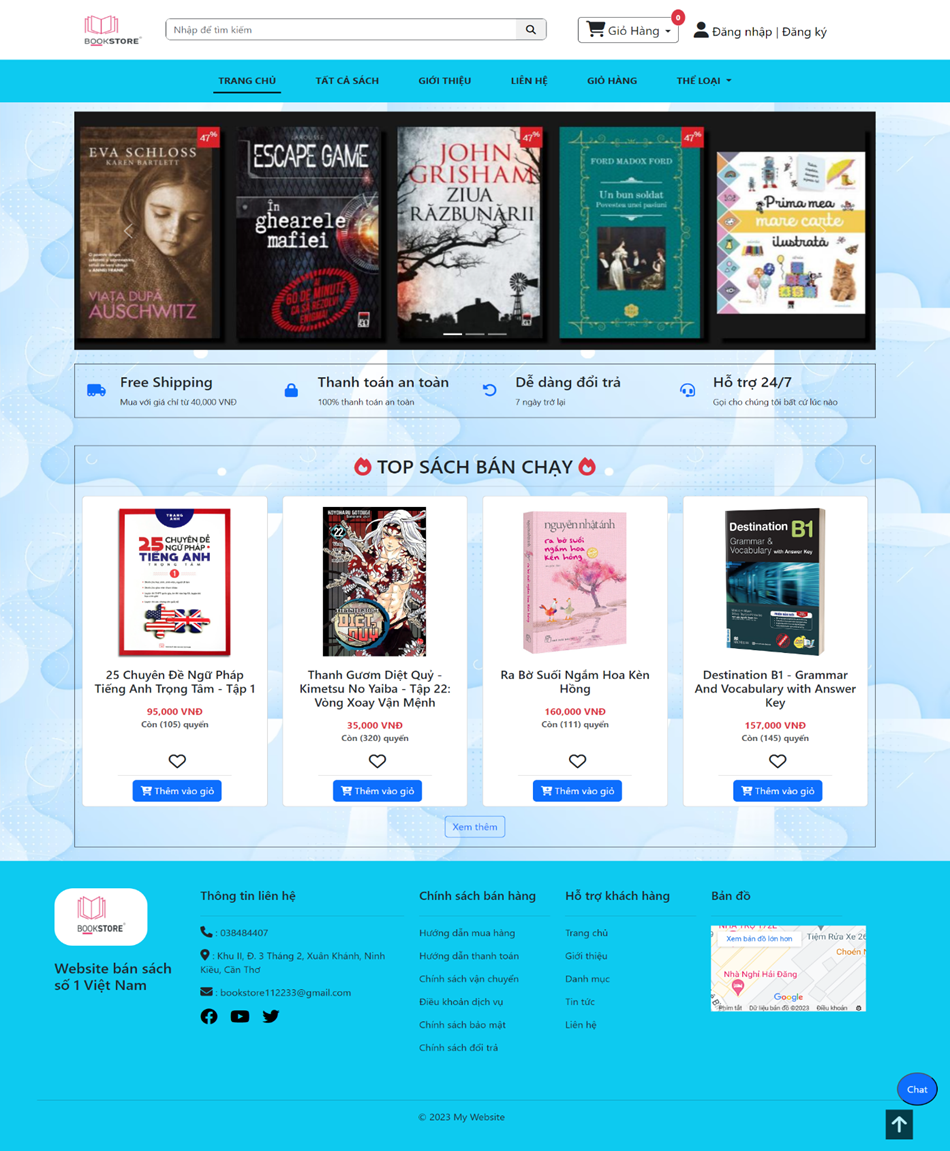 BOOKSTORE
Nhập để tìm kiếm
Giỏ Hàng
0
Đăng nhập | Đăng ký
TRANG CHỦ
TẤT CẢ SÁCH
GIỚI THIỆU
LIÊN HỆ
GIỎ HÀNG
THỂ LOẠI
47%
EVA SCHLOSS
KAREN BARTLETT
VIAȚA DUPĂ
AUSCHWITZ
ESCAPE GAME
în
ghearele
mafiei
60 DE MINUTE
CA SĂ REZOLVI
ENIGMA!
47%
JOHN
GRISHAM
ZIUA
RĂZBUNĂRII
47%
FORD MADOX FORD
Un bun soldat
Povestea unei pasiuni
Prima mea
mare carte
ilustrată
Free Shipping
Mua với giá chỉ từ 40,000 VNĐ
Thanh toán an toàn
100% thanh toán an toàn
Dễ dàng đổi trả
7 ngày trở lại
Hỗ trợ 24/7
Gọi cho chúng tôi bất cứ lúc nào
TOP SÁCH BÁN CHẠY
TRANG
ANH
25 CHUYÊN ĐỀ
NGỮ PHÁP
TIẾNG ANH
TRỌNG TÂM
1
25 Chuyên Đề Ngữ Pháp
Tiếng Anh Trọng Tâm - Tập 1
95,000 VNĐ
Còn (105) quyển
Thêm vào giỏ
KOYOHARU GOTOUGE
22
Thanh Gươm Diệt Quỷ -
Kimetsu No Yaiba - Tập 22:
Vòng Xoay Vận Mệnh
35,000 VNĐ
Còn (320) quyển
Thêm vào giỏ
nguyễn nhật ánh
ra bờ suối
ngắm hoa
kèn hồng
Ra Bờ Suối Ngắm Hoa Kèn
Hồng
160,000 VNĐ
Còn (111) quyển
Thêm vào giỏ
Destination B1
Grammar &
Vocabulary with Answer Key
Destination B1 - Grammar
And Vocabulary with Answer
Key
157,000 VNĐ
Còn (145) quyển
Thêm vào giỏ
Xem thêm
BOOKSTORE
Website bán sách
số 1 Việt Nam
Thông tin liên hệ
: 038484407
: Khu II, Đ. 3 Tháng 2, Xuân Khánh, Ninh
Kiều, Cần Thơ
: bookstore112233@gmail.com
Chính sách bán hàng
Hướng dẫn mua hàng
Hướng dẫn thanh toán
Chính sách vận chuyển
Điều khoản dịch vụ
Chính sách bảo mật
Chính sách đổi trả
Hỗ trợ khách hàng
Trang chủ
Giới thiệu
Danh mục
Tin tức
Liên hệ
Bản đồ
Xem bản đồ lớn hơn
Tiệm Rửa Xe 26
Nhà Nghỉ Hải Đăng
Google
Phím tắt
Dữ liệu bản đồ ©2023
Điều khoản
Chat
© 2023 My Website